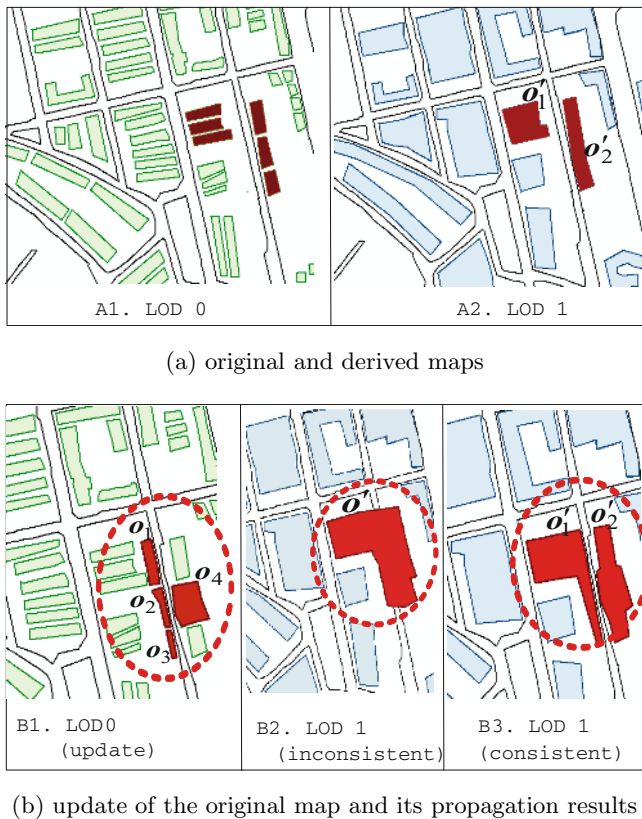 o′1
o′2
A1. LOD 0
A2. LOD 1
(a) original and derived maps
o1
o2
o3
o4
o′
o′1
o′2
B1. LOD0
(update)
B2. LOD 1
(inconsistent)
B3. LOD 1
(consistent)
(b) update of the original map and its propagation results